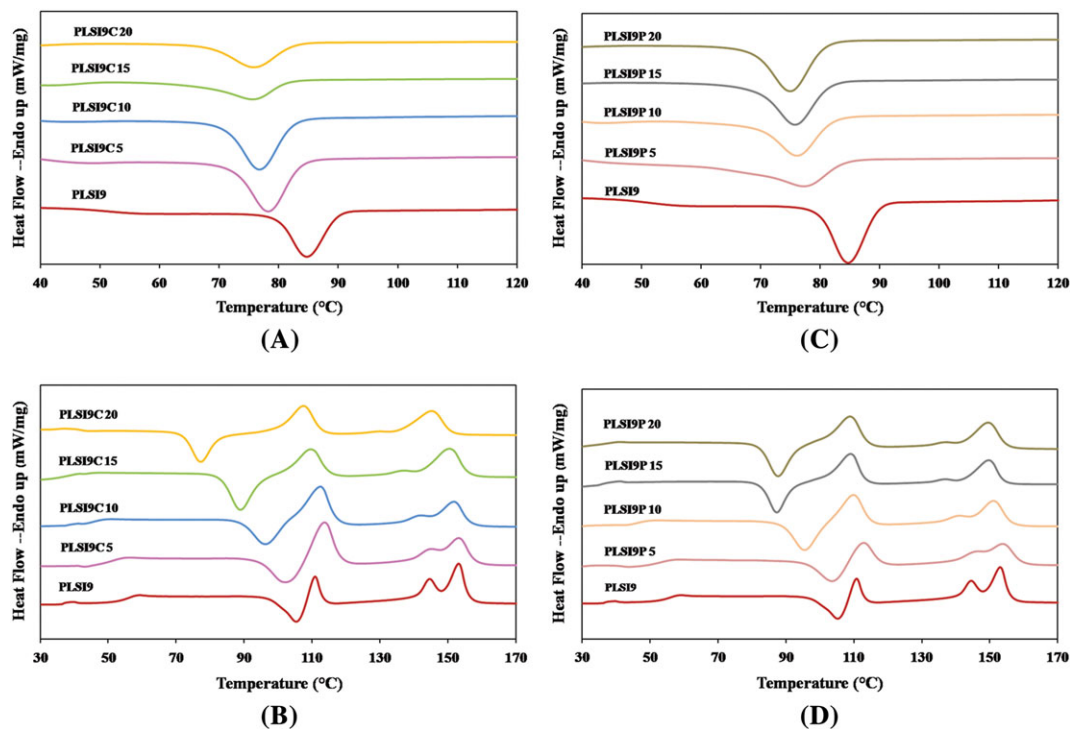 Heat Flow --Endo up (mW/mg)
PLSI9C20
PLSI9C15
PLSI9C10
PLSI9C5
PLSI9
40 50 60 70 80 90 100 110 120
Temperature (°C)
(A)
Heat Flow --Endo up (mW/mg)
PLSI9P 20
PLSI9P 15
PLSI9P 10
PLSI9P 5
PLSI9
40 50 60 70 80 90 100 110 120
Temperature (°C)
(C)
Heat Flow --Endo up (mW/mg)
PLSI9C20
PLSI9C15
PLSI9C10
PLSI9C5
PLSI9
30 50 70 90 110 130 150 170
Temperature (°C)
(B)
Heat Flow --Endo up (mW/mg)
PLSI9P 20
PLSI9P 15
PLSI9P 10
PLSI9P 5
PLSI9
30 50 70 90 110 130 150 170
Temperature (°C)
(D)